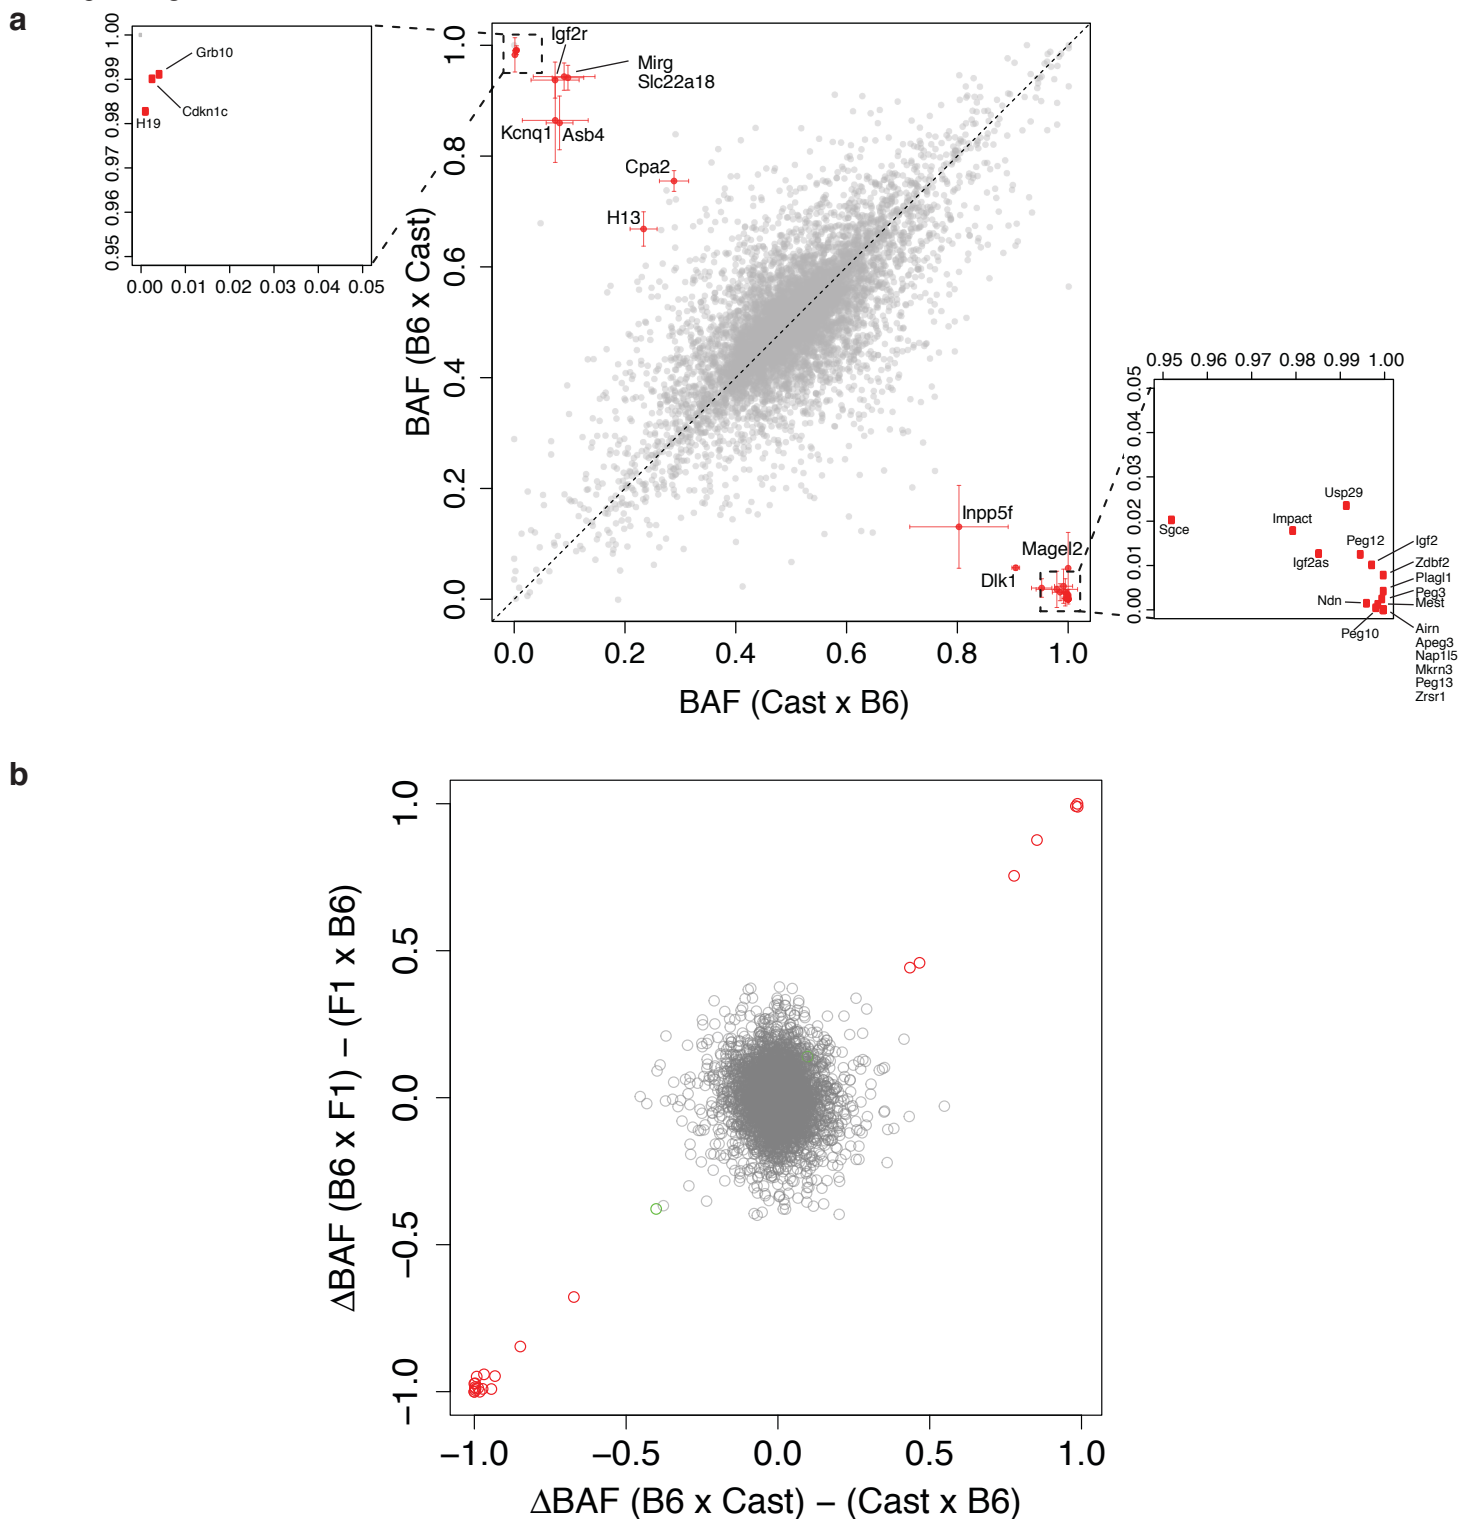 a
1.00
0.99
0.98
0.97
0.96
0.95
0.00 0.01 0.02 0.03 0.04 0.05
Grb10
Cdkn1c
H19
1.0
0.8
0.6
0.4
0.2
0.0
BAF (B6 x Cast)
Igf2r
Mirg
Slc22a18
Kcnq1
Asb4
Cpa2
H13
Inpp5f
Magel2
Dlk1
0.0 0.2 0.4 0.6 0.8 1.0
BAF (Cast x B6)
0.95 0.96 0.97 0.98 0.99 1.00
0.05
0.04
0.03
0.02
0.01
0.00
Usp29
Sgce
Impact
Igf2as
Peg12
Igf2
Zdbf2
Plagl1
Peg3
Mest
Ndn
Peg10
Airn
Apeg3
Nap1l5
Mkrn3
Peg13
Zrsr1
b
1.0
0.5
0.0
−0.5
−1.0
ΔBAF (B6 x F1) − (F1 x B6)
−1.0 −0.5 0.0 0.5 1.0
ΔBAF (B6 x Cast) − (Cast x B6)